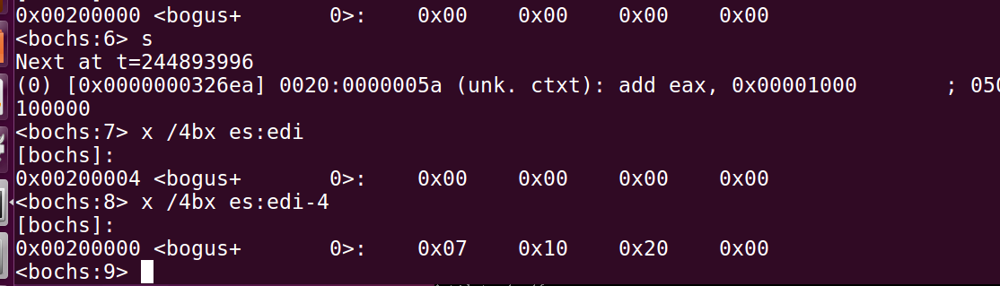 0x00200000 <bogus+       0>:    0x00    0x00    0x00    0x00
<bochs:6> s
Next at t=244893996
(0) [0x0000000326ea] 0020:0000005a (unk. ctxt): add eax, 0x00001000       ; 050
100000
<bochs:7> x /4bx es:edi
[bochs]:
0x00200004 <bogus+       0>:    0x00    0x00    0x00    0x00
<bochs:8> x /4bx es:edi-4
[bochs]:
0x00200000 <bogus+       0>:    0x07    0x10    0x20    0x00
<bochs:9>